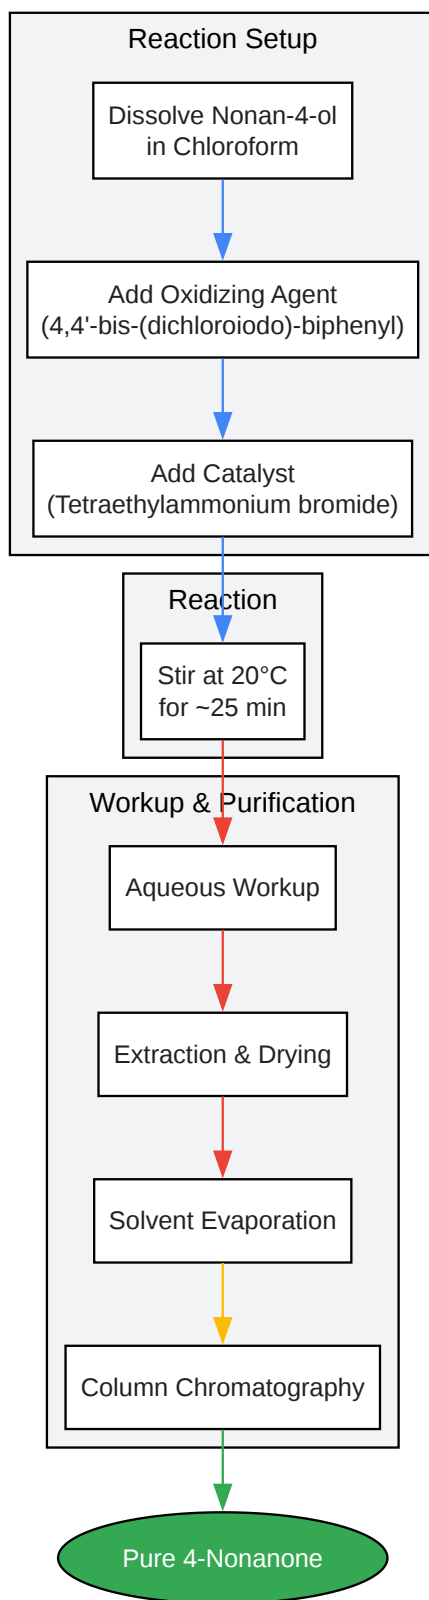 Reaction Setup
Dissolve Nonan-4-ol
in Chloroform
Add Oxidizing Agent
(4,4'-bis-(dichloroiodo)-biphenyl)
Add Catalyst
(Tetraethylammonium bromide)
Reaction
Stir at 20°C
for ~25 min
Workup & Purification
Aqueous Workup
Extraction & Drying
Solvent Evaporation
Column Chromatography
Pure 4-Nonanone